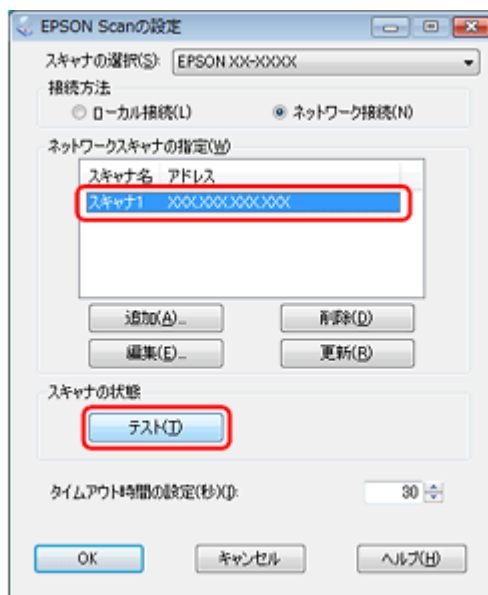 EPSON Scanの設定
スキャナの選択(S): EPSON XX-XXXX
接続方法
ローカル接続(L) ネットワーク接続(N)
ネットワークスキャナの指定(W)
スキャナ名 アドレス
スキャナ1 XXX.XXX.XXX.XXX
追加(A)... 削除(D)
編集(E)... 更新(R)
スキャナの状態
テスト(T)
タイムアウト時間の設定(秒)(I): 30
OK キャンセル ヘルプ(H)